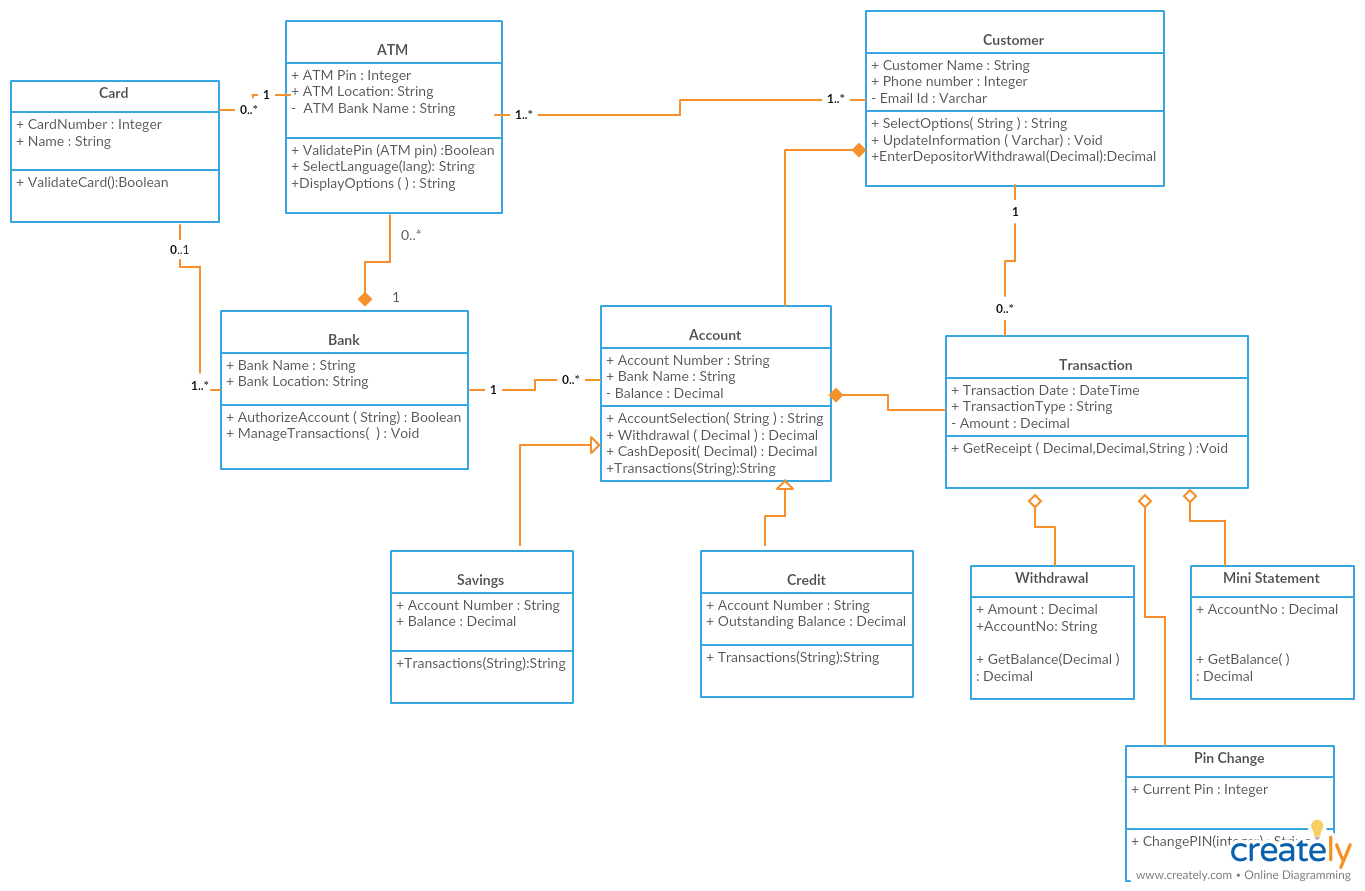 Card
+ CardNumber : Integer
+ Name : String
+ ValidateCard():Boolean
0..*
1
ATM
+ ATM Pin : Integer
+ ATM Location: String
- ATM Bank Name : String
+ ValidatePin (ATM pin) :Boolean
+ SelectLanguage(lang): String
+DisplayOptions ( ) : String
1..*
1..*
Customer
+ Customer Name : String
+ Phone number : Integer
- Email Id : Varchar
+ SelectOptions( String ) : String
+ UpdateInformation ( Varchar) : Void
+EnterDepositorWithdrawal(Decimal):Decimal
0..1
1..*
0..*
1
1
0..*
Bank
+ Bank Name : String
+ Bank Location: String
+ AuthorizeAccount ( String) : Boolean
+ ManageTransactions( ) : Void
1
0..*
Account
+ Account Number : String
+ Bank Name : String
- Balance : Decimal
+ AccountSelection( String ) : String
+ Withdrawal ( Decimal ) : Decimal
+ CashDeposit( Decimal) : Decimal
+Transactions(String):String
Transaction
+ Transaction Date : DateTime
+ TransactionType : String
- Amount : Decimal
+ GetReceipt ( Decimal,Decimal,String ) :Void
Savings
+ Account Number : String
+ Balance : Decimal
+Transactions(String):String
Credit
+ Account Number : String
+ Outstanding Balance : Decimal
+ Transactions(String):String
Withdrawal
+ Amount : Decimal
+AccountNo: String
+ GetBalance(Decimal )
: Decimal
Mini Statement
+ AccountNo : Decimal
+ GetBalance( )
: Decimal
Pin Change
+ Current Pin : Integer
+ ChangePIN(integer) : String
creately
www.creately.com • Online Diagramming